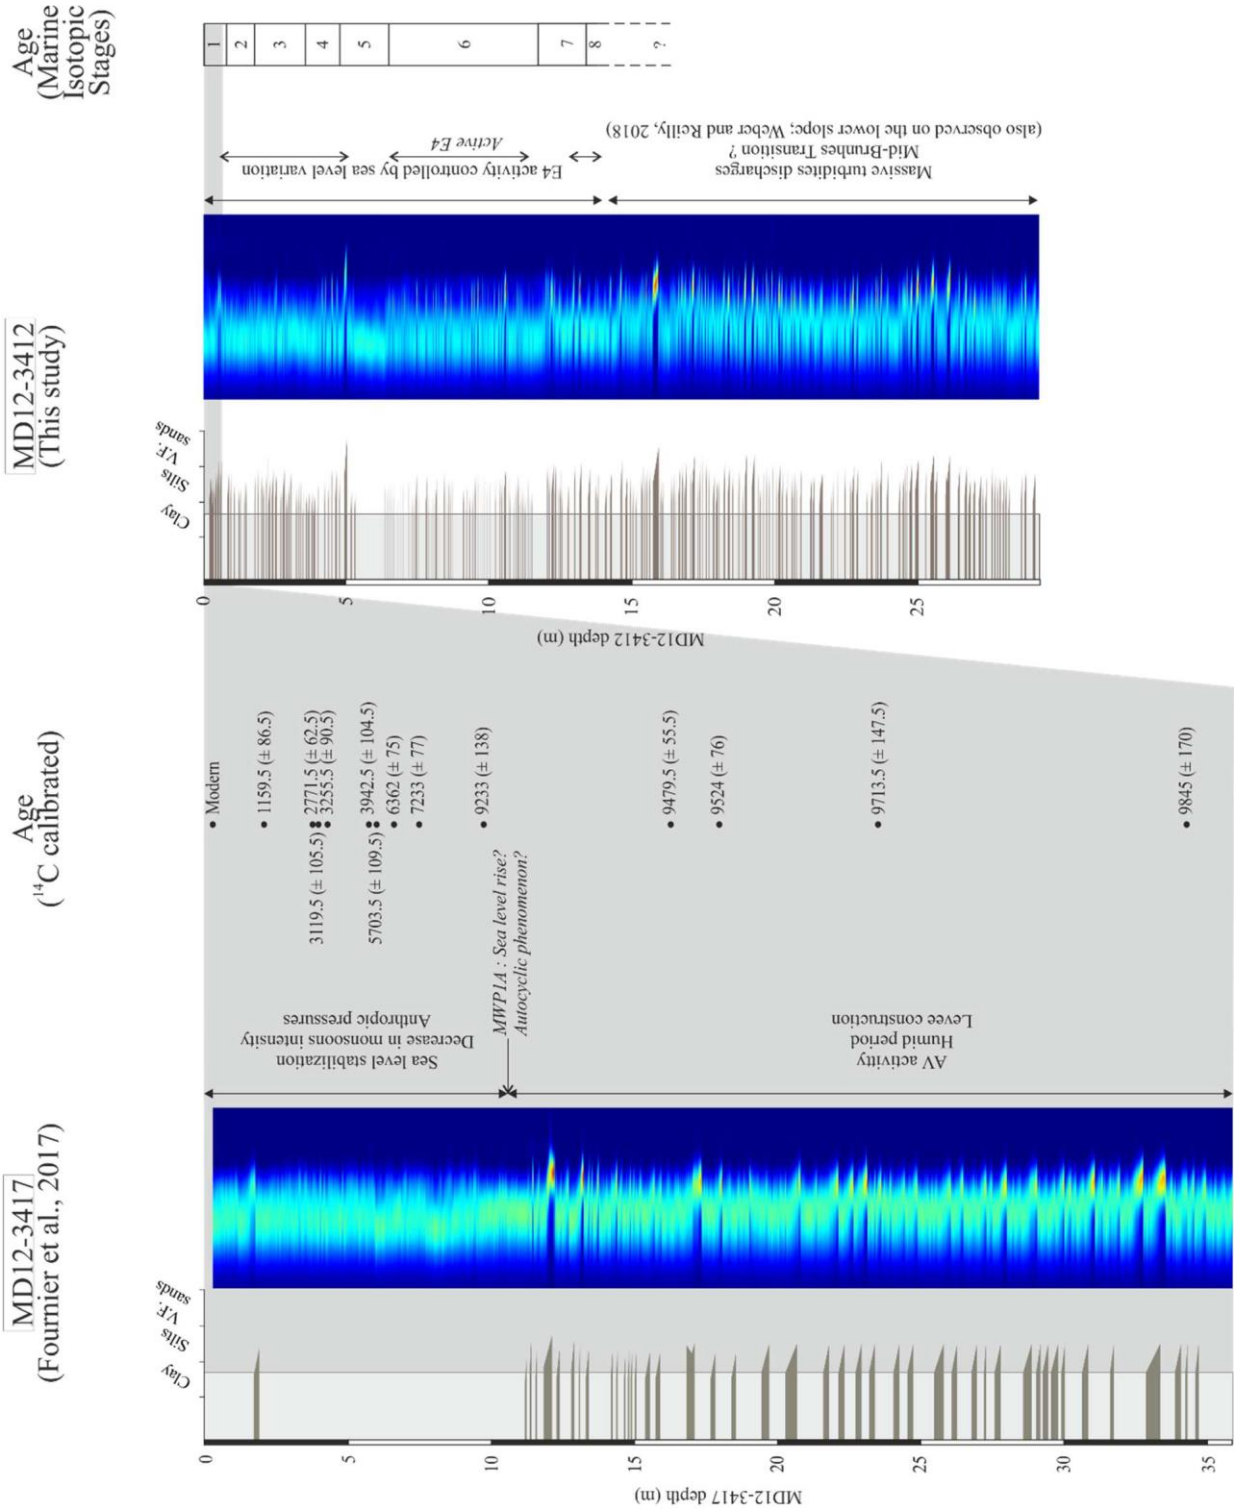 MD12-3417
(Fournier et al., 2017)
Age
(¹⁴C calibrated)
MD12-3412
(This study)
Age
(Marine
Isotopic
Stages)
Clay
Silts
V.F.
sands
MD12-3417 depth (m)
0
5
10
15
20
25
30
35
Sea level stabilization
Decrease in monsoons intensity
Anthropic pressures
MWP1A : Sea level rise?
Autocyclic phenomenon?
AV activitty
Humid period
Levee construction
Modern
1159.5 (± 86.5)
2771.5 (± 62.5)
3119.5 (± 105.5)
3255.5 (± 90.5)
3942.5 (± 104.5)
5703.5 (± 109.5)
6362 (± 75)
7233 (± 77)
9233 (± 138)
9479.5 (± 55.5)
9524 (± 76)
9713.5 (± 147.5)
9845 (± 170)
MD12-3412 depth (m)
0
5
10
15
20
25
Clay
Silts
V.F.
sands
E4 activity controlled by sea level variation
Active E4
Massive turbidites discharges
Mid-Brunhes Transition ?
(also observed on the lower slope; Weber and Reilly, 2018)
1
2
3
4
5
6
7
8
?